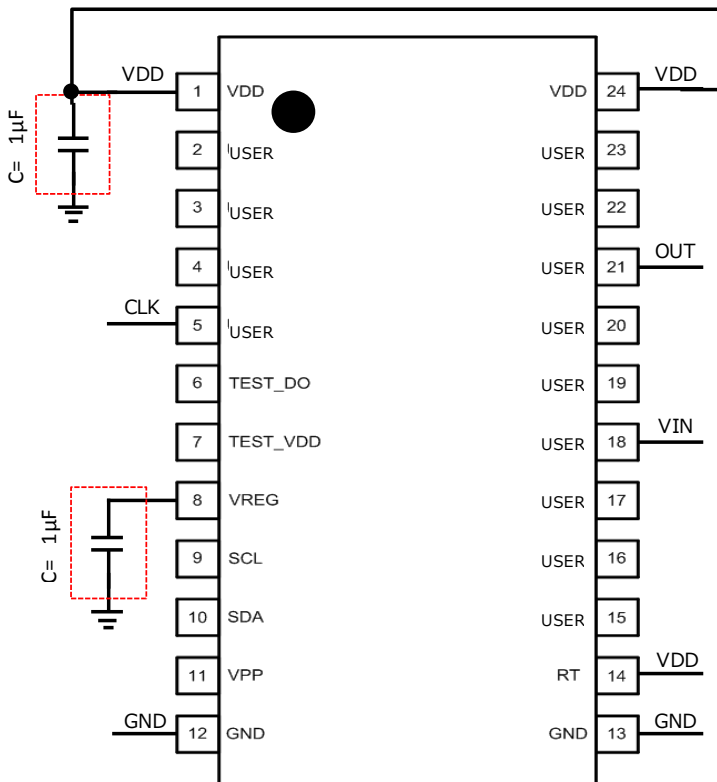 VDD 1 VDD VDD 24 VDD
C= 1µF
2 USER USER 23
3 USER USER 22
4 USER USER 21 OUT
CLK 5 USER USER 20
6 TEST_DO USER 19
7 TEST_VDD USER 18 VIN
8 VREG USER 17
C= 1µF
9 SCL USER 16
10 SDA USER 15
11 VPP RT 14 VDD
GND 12 GND GND 13 GND